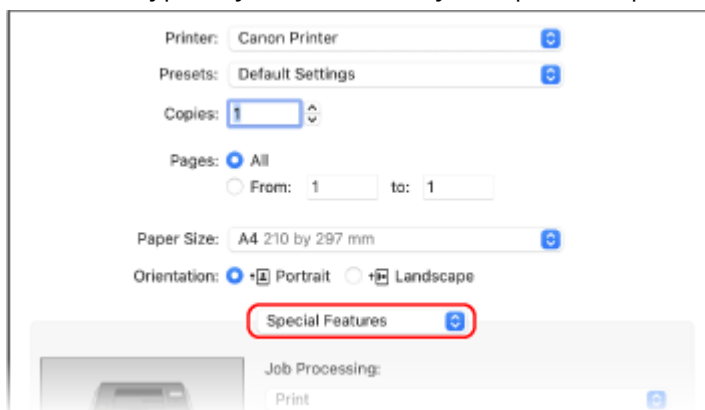 Printer: Canon Printer
Presets: Default Settings
Copies: 1
Pages: All
From: 1 to: 1
Paper Size: A4 210 by 297 mm
Orientation: Portrait Landscape
Special Features
Job Processing:
Print